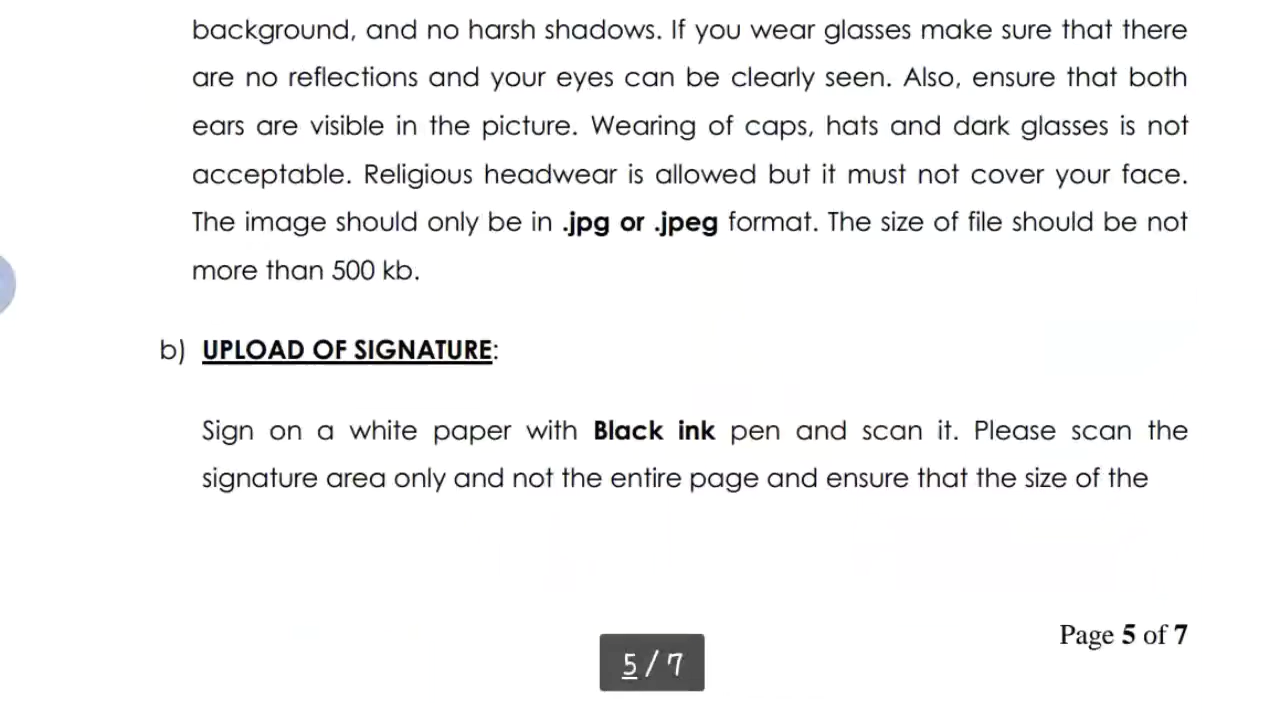 background, and no harsh shadows. If you wear glasses make sure that there
are no reflections and your eyes can be clearly seen. Also, ensure that both
ears are visible in the picture. Wearing of caps, hats and dark glasses is not
acceptable. Religious headwear is allowed but it must not cover your face.
The image should only be in .jpg or .jpeg format. The size of file should be not
more than 500 kb.
b) UPLOAD OF SIGNATURE:
Sign on a white paper with Black ink pen and scan it. Please scan the
signature area only and not the entire page and ensure that the size of the
Page 5 of 7
5 / 7